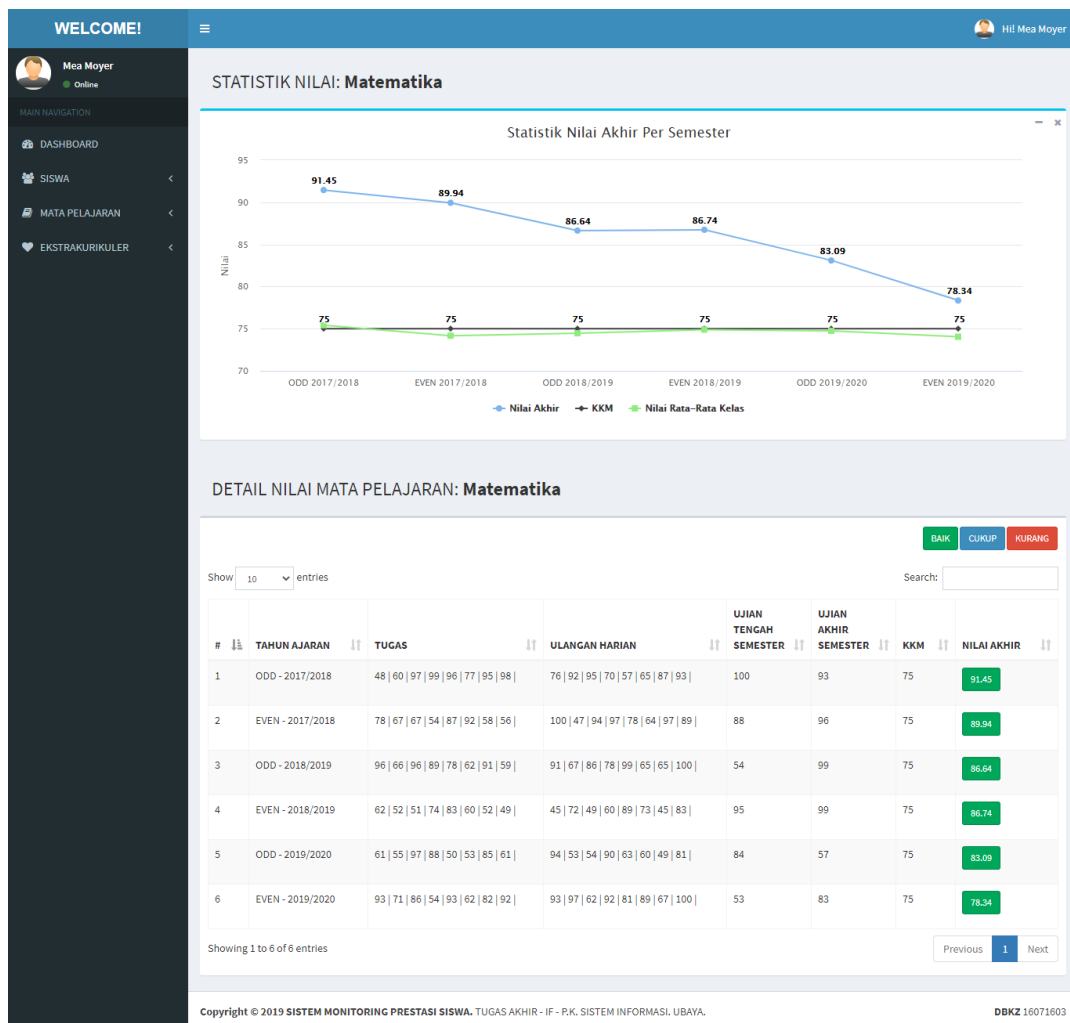 WELCOME!
Hi! Mea Moyer
Mea Moyer
Online
MAIN NAVIGATION
DASHBOARD
SISWA
MATA PELAJARAN
EKSTRAKURIKULER
STATISTIK NILAI: Matematika
Statistik Nilai Akhir Per Semester
Nilai
95
90
85
80
75
70
91.45
89.94
86.64
86.74
83.09
78.34
75 75 75 75 75 75
ODD 2017/2018 EVEN 2017/2018 ODD 2018/2019 EVEN 2018/2019 ODD 2019/2020 EVEN 2019/2020
Nilai Akhir KKM Nilai Rata-Rata Kelas
DETAIL NILAI MATA PELAJARAN: Matematika
BAIK CUKUP KURANG
Show 10 entries Search:
# TAHUN AJARAN TUGAS ULANGAN HARIAN UJIAN TENGAH SEMESTER UJIAN AKHIR SEMESTER KKM NILAI AKHIR
1 ODD - 2017/2018 48 | 60 | 97 | 99 | 96 | 77 | 95 | 98 | 76 | 92 | 95 | 70 | 57 | 65 | 87 | 93 | 100 93 75 91.45
2 EVEN - 2017/2018 78 | 67 | 67 | 54 | 87 | 92 | 58 | 56 | 100 | 47 | 94 | 97 | 78 | 64 | 97 | 89 | 88 96 75 89.94
3 ODD - 2018/2019 96 | 66 | 96 | 89 | 78 | 62 | 91 | 59 | 91 | 67 | 86 | 78 | 99 | 65 | 65 | 100 | 54 99 75 86.64
4 EVEN - 2018/2019 62 | 52 | 51 | 74 | 83 | 60 | 52 | 49 | 45 | 72 | 49 | 60 | 89 | 73 | 45 | 83 | 95 99 75 86.74
5 ODD - 2019/2020 61 | 55 | 97 | 88 | 50 | 53 | 85 | 61 | 94 | 53 | 54 | 90 | 63 | 60 | 49 | 81 | 84 57 75 83.09
6 EVEN - 2019/2020 93 | 71 | 86 | 54 | 93 | 62 | 82 | 92 | 93 | 97 | 62 | 92 | 81 | 89 | 67 | 100 | 53 83 75 78.34
Showing 1 to 6 of 6 entries
Previous 1 Next
Copyright © 2019 SISTEM MONITORING PRESTASI SISWA. TUGAS AKHIR - IF - P.K. SISTEM INFORMASI. UBAYA. DBKZ 16071603